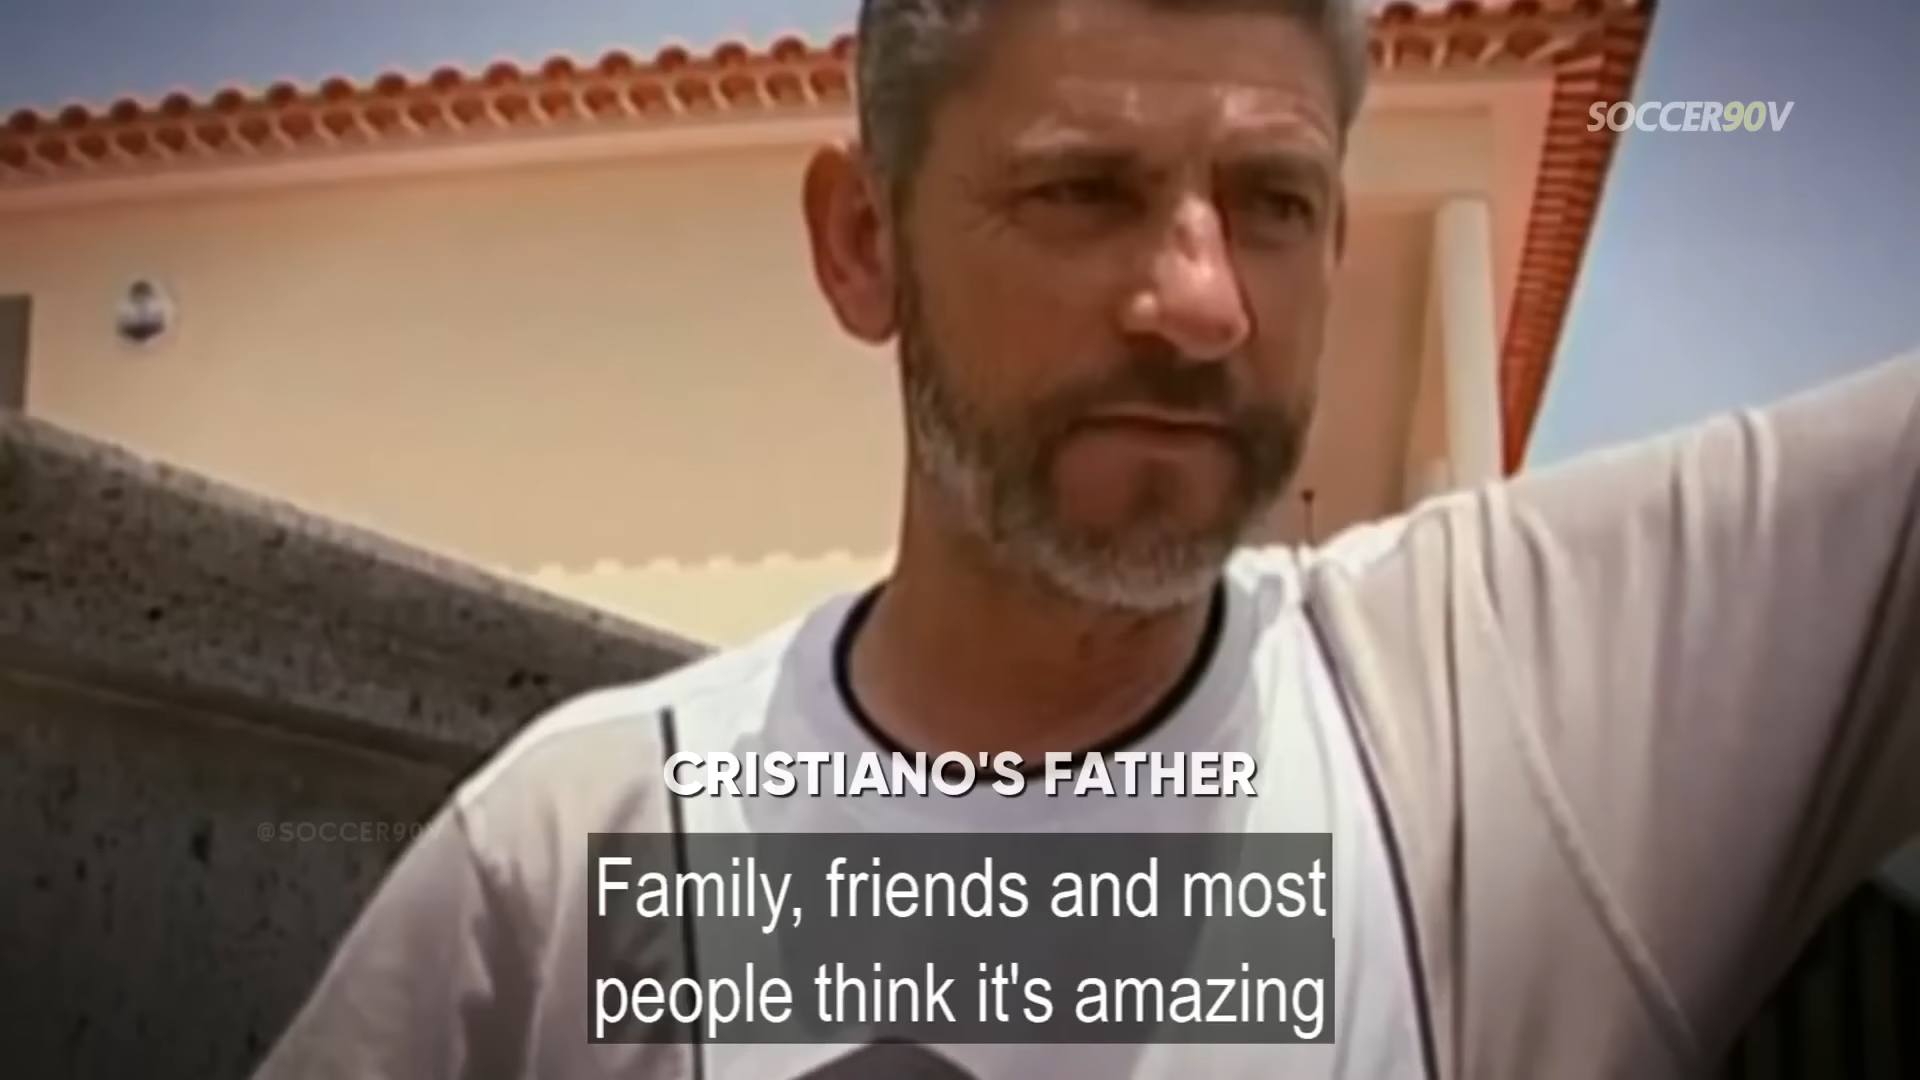 SOCCER90V
CRISTIANO'S FATHER
@SOCCER90V
Family, friends and most
people think it's amazing